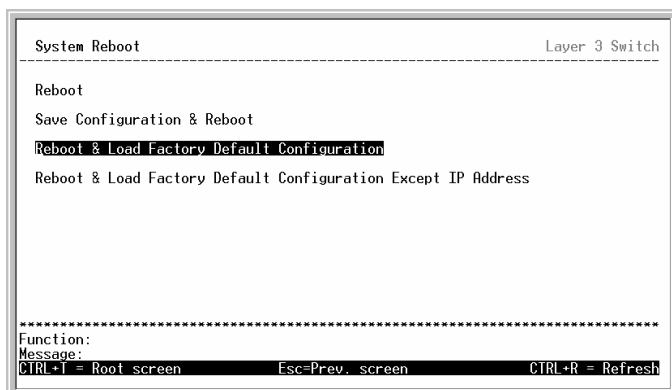 System Reboot Layer 3 Switch
--------------------------------------------------------------------------------
Reboot
Save Configuration & Reboot
Reboot & Load Factory Default Configuration
Reboot & Load Factory Default Configuration Except IP Address
********************************************************************************
Function:
Message:
CTRL+T = Root screen Esc=Prev. screen CTRL+R = Refresh